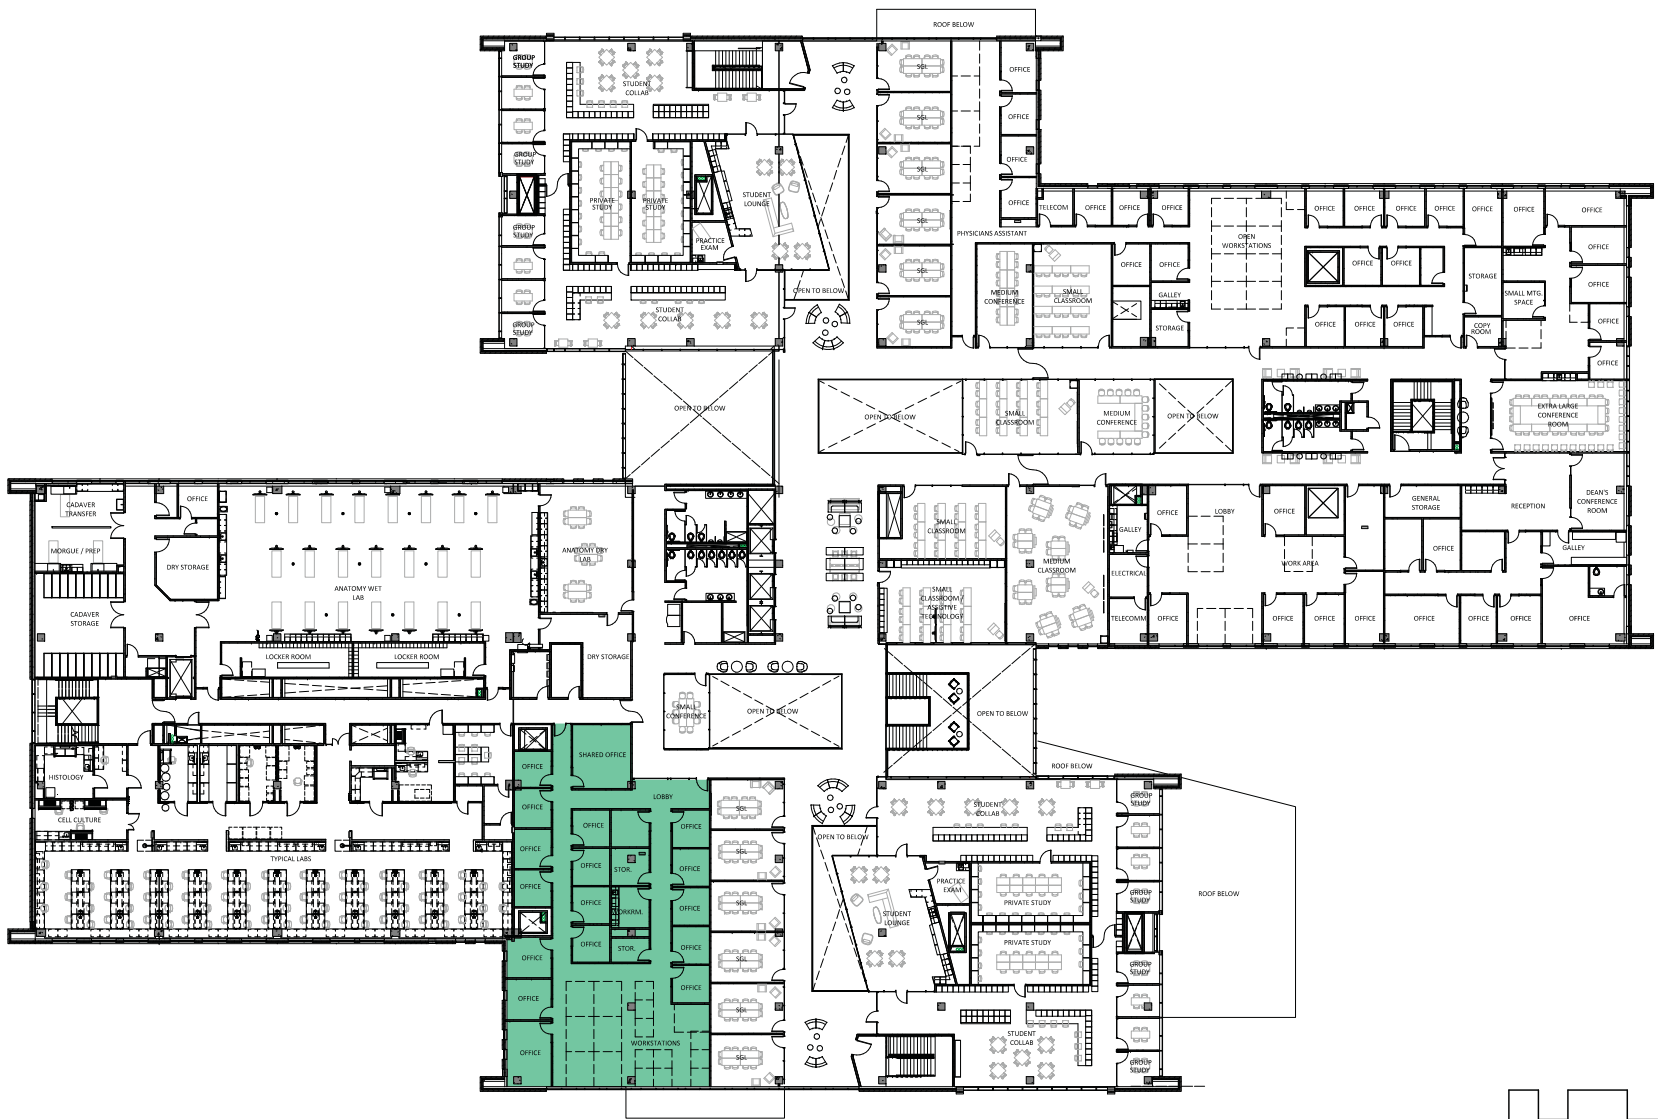 ROOF BELOW
GROUP
STUDY
STUDENT
COLLAB
SGL
OFFICE
OFFICE
SGL
OFFICE
GROUP
STUDY
SGL
OFFICE
PRIVATE
STUDY
PRIVATE
STUDY
STUDENT
LOUNGE
SGL
OFFICE
TELECOM
OFFICE
OFFICE
OFFICE
OFFICE
OFFICE
OFFICE
OFFICE
OFFICE
OFFICE
OFFICE
GROUP
STUDY
PRACTICE
EXAM
SGL
PHYSICIANS ASSISTANT
OPEN
WORKSTATIONS
OFFICE
OFFICE
OFFICE
OFFICE
OFFICE
OFFICE
STORAGE
OFFICE
OPEN TO BELOW
MEDIUM
CONFERENCE
SMALL
CLASSROOM
GALLEY
SMALL MTG.
SPACE
STUDENT
COLLAB
GROUP
STUDY
SGL
STORAGE
OFFICE
OFFICE
OFFICE
COPY
ROOM
OFFICE
OFFICE
OPEN TO BELOW
OPEN TO BELOW
SMALL
CLASSROOM
MEDIUM
CONFERENCE
OPEN TO BELOW
EXTRA LARGE
CONFERENCE
ROOM
CADAVER
TRANSFER
OFFICE
MORGUE / PREP
DRY STORAGE
ANATOMY WET
LAB
ANATOMY DRY
LAB
CADAVER
STORAGE
LOCKER ROOM
LOCKER ROOM
DRY STORAGE
SMALL
CLASSROOM
MEDIUM
CLASSROOM
SMALL
CLASSROOM /
ASSISTIVE
TECHNOLOGY
GALLEY
ELECTRICAL
TELECOMM
OFFICE
LOBBY
OFFICE
GENERAL
STORAGE
RECEPTION
DEAN'S
CONFERENCE
ROOM
OFFICE
GALLEY
WORK AREA
OFFICE
OFFICE
OFFICE
OFFICE
OFFICE
OFFICE
OFFICE
OFFICE
SMALL
CONFERENCE
OPEN TO BELOW
OPEN TO BELOW
ROOF BELOW
HISTOLOGY
CELL CULTURE
TYPICAL LABS
OFFICE
SHARED OFFICE
LOBBY
OFFICE
OFFICE
OFFICE
OFFICE
OFFICE
STOR.
OFFICE
OFFICE
OFFICE
WORKRM.
OFFICE
OFFICE
OFFICE
STOR.
OFFICE
OFFICE
OFFICE
OFFICE
WORKSTATIONS
SGL
SGL
SGL
SGL
SGL
SGL
OPEN TO BELOW
STUDENT
COLLAB
GROUP
STUDY
PRACTICE
EXAM
PRIVATE STUDY
GROUP
STUDY
STUDENT
LOUNGE
PRIVATE STUDY
GROUP
STUDY
STUDENT
COLLAB
GROUP
STUDY
ROOF BELOW